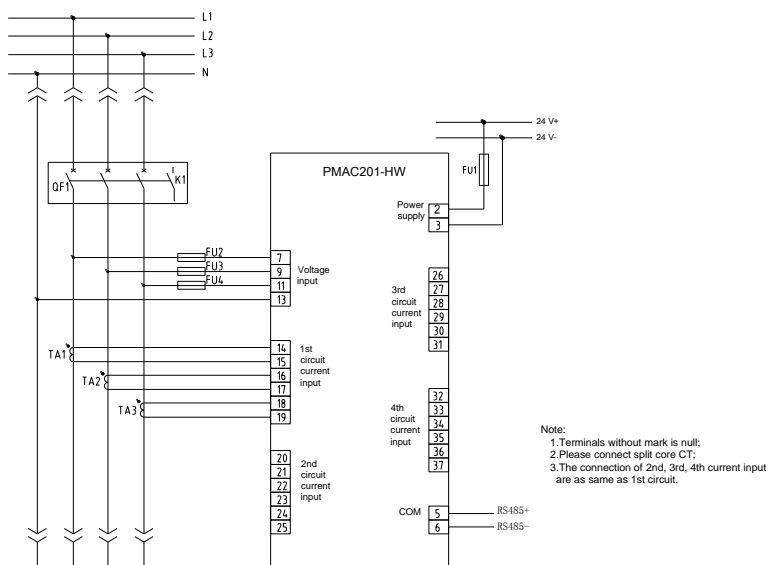 L1
L2
L3
N
24 V+
24 V-
QF1
K1
PMAC201-HW
FU1
Power
supply
2
3
FU2
FU3
FU4
7
9
11
13
Voltage
input
26
27
28
29
30
31
3rd
circuit
current
input
TA1
TA2
TA3
14
15
16
17
18
19
1st
circuit
current
input
32
33
34
35
36
37
4th
circuit
current
input
20
21
22
23
24
25
2nd
circuit
current
input
COM
5
6
RS485+
RS485-
Note:
1.Terminals without mark is null;
2.Please connect split core CT;
3.The connection of 2nd, 3rd, 4th current input
are as same as 1st circuit.